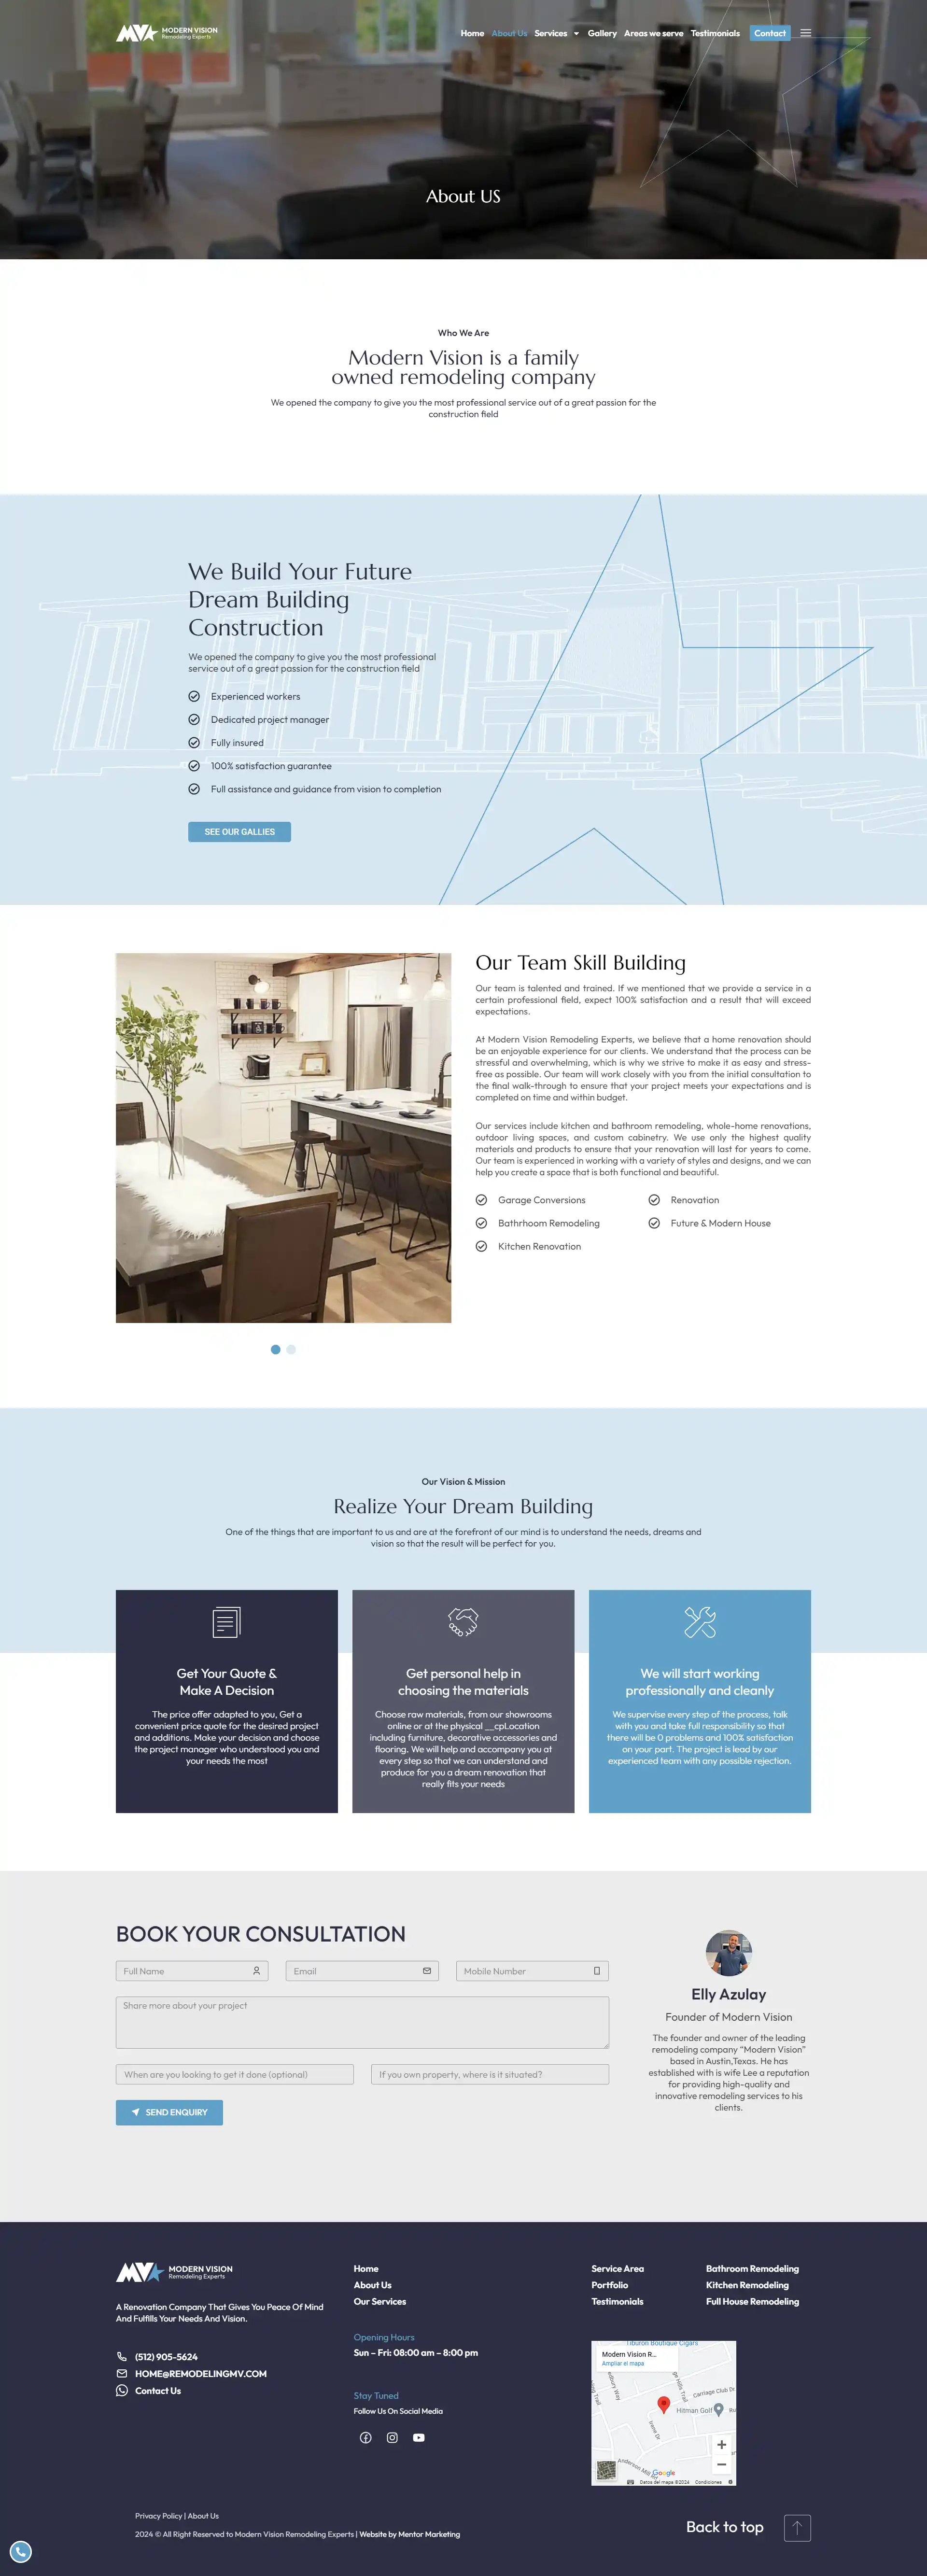 MODERN VISION
Remodeling Experts
Home About Us Services Gallery Areas we serve Testimonials Contact
About US
Who We Are
Modern Vision is a family
owned remodeling company
We opened the company to give you the most professional service out of a great passion for the
construction field
We Build Your Future
Dream Building
Construction
We opened the company to give you the most professional
service out of a great passion for the construction field
Experienced workers
Dedicated project manager
Fully insured
100% satisfaction guarantee
Full assistance and guidance from vision to completion
SEE OUR GALLIES
Our Team Skill Building
Our team is talented and trained. If we mentioned that we provide a service in a
certain professional field, expect 100% satisfaction and a result that will exceed
expectations.
At Modern Vision Remodeling Experts, we believe that a home renovation should
be an enjoyable experience for our clients. We understand that the process can be
stressful and overwhelming, which is why we strive to make it as easy and stress-
free as possible. Our team will work closely with you from the initial consultation to
the final walk-through to ensure that your project meets your expectations and is
completed on time and within budget.
Our services include kitchen and bathroom remodeling, whole-home renovations,
outdoor living spaces, and custom cabinetry. We use only the highest quality
materials and products to ensure that your renovation will last for years to come.
Our team is experienced in working with a variety of styles and designs, and we can
help you create a space that is both functional and beautiful.
Garage Conversions
Renovation
Bathrhoom Remodeling
Future & Modern House
Kitchen Renovation
Our Vision & Mission
Realize Your Dream Building
One of the things that are important to us and are at the forefront of our mind is to understand the needs, dreams and
vision so that the result will be perfect for you.
Get Your Quote &
Make A Decision
The price offer adapted to you, Get a
convenient price quote for the desired project
and additions. Make your decision and choose
the project manager who understood you and
your needs the most
Get personal help in
choosing the materials
Choose raw materials, from our showrooms
online or at the physical __cpLocation
including furniture, decorative accessories and
flooring. We will help and accompany you at
every step so that we can understand and
produce for you a dream renovation that
really fits your needs
We will start working
professionally and cleanly
We supervise every step of the process, talk
with you and take full responsibility so that
there will be 0 problems and 100% satisfaction
on your part. The project is lead by our
experienced team with any possible rejection.
BOOK YOUR CONSULTATION
Full Name
Email
Mobile Number
Share more about your project
When are you looking to get it done (optional)
If you own property, where is it situated?
SEND ENQUIRY
Elly Azulay
Founder of Modern Vision
The founder and owner of the leading
remodeling company “Modern Vision”
based in Austin,Texas. He has
established with is wife Lee a reputation
for providing high-quality and
innovative remodeling services to his
clients.
MODERN VISION
Remodeling Experts
A Renovation Company That Gives You Peace Of Mind
And Fulfills Your Needs And Vision.
(512) 905-5624
HOME@REMODELINGMV.COM
Contact Us
Home
About Us
Our Services
Opening Hours
Sun – Fri: 08:00 am – 8:00 pm
Stay Tuned
Follow Us On Social Media
Service Area
Portfolio
Testimonials
Bathroom Remodeling
Kitchen Remodeling
Full House Remodeling
Tiburon Boutique Cigars
Modern Vision R...
Ampliar el mapa
Carriage Club Dr
Hitman Golf
Irene Dr
Anderson Mill Rd
Google
Datos del mapa ©2024 Condiciones
Privacy Policy | About Us
2024 © All Right Reserved to Modern Vision Remodeling Experts | Website by Mentor Marketing
Back to top